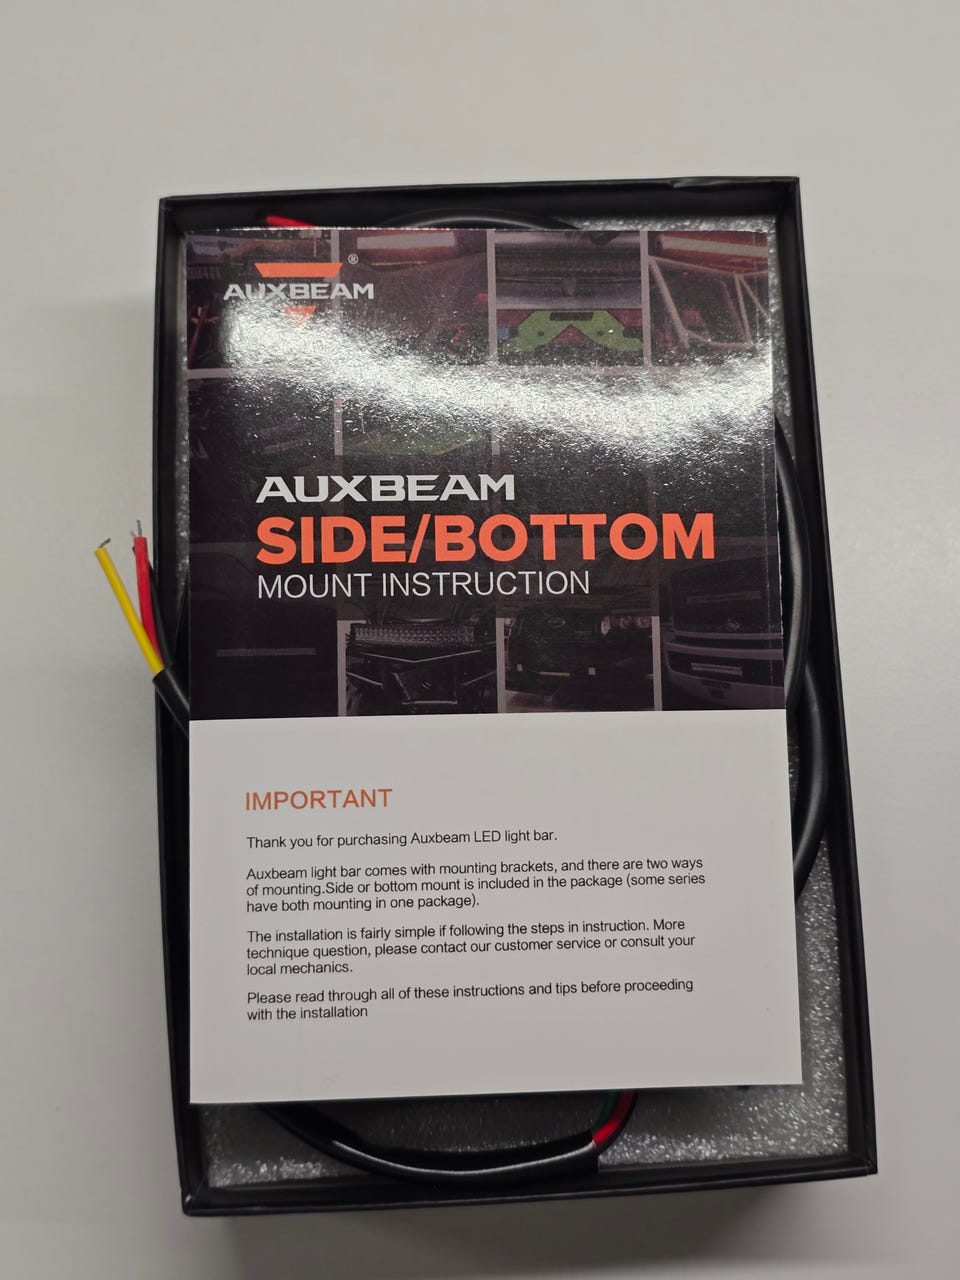 AUXBEAM®
AUXBEAM
SIDE/BOTTOM
MOUNT INSTRUCTION
IMPORTANT
Thank you for purchasing Auxbeam LED light bar.
Auxbeam light bar comes with mounting brackets, and there are two ways
of mounting.Side or bottom mount is included in the package (some series
have both mounting in one package).
The installation is fairly simple if following the steps in instruction. More
technique question, please contact our customer service or consult your
local mechanics.
Please read through all of these instructions and tips before proceeding
with the installation